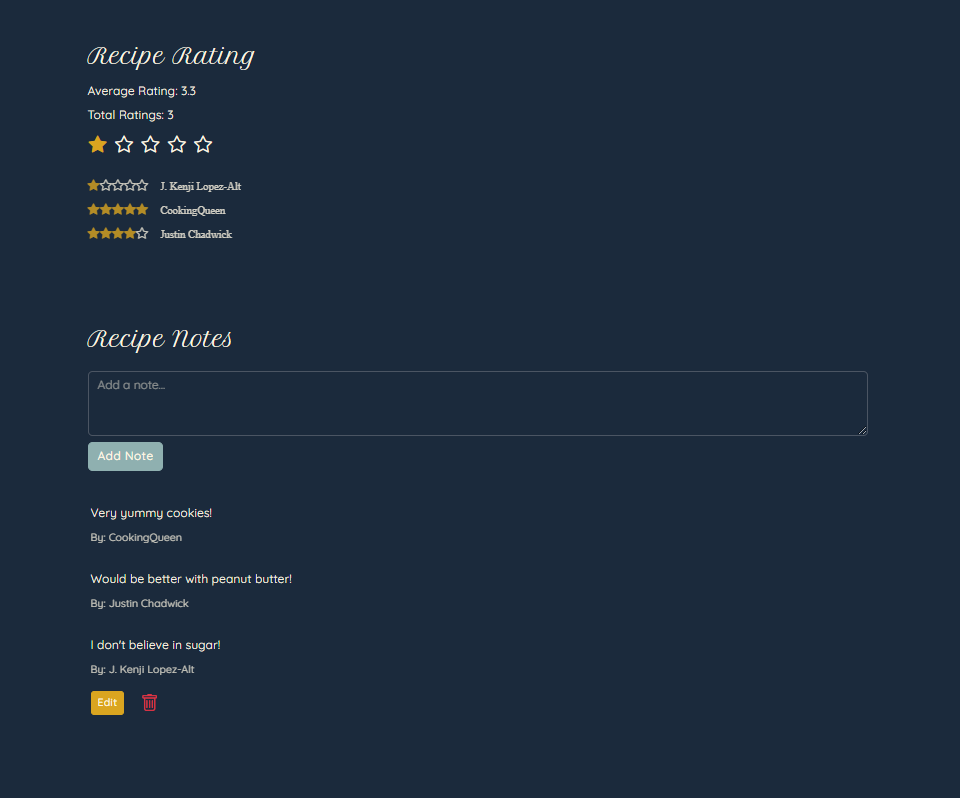 Recipe Rating
Average Rating: 3.3
Total Ratings: 3
J. Kenji Lopez-Alt
CookingQueen
Justin Chadwick
Recipe Notes
Add a note...
Add Note
Very yummy cookies!
By: CookingQueen
Would be better with peanut butter!
By: Justin Chadwick
I don't believe in sugar!
By: J. Kenji Lopez-Alt
Edit